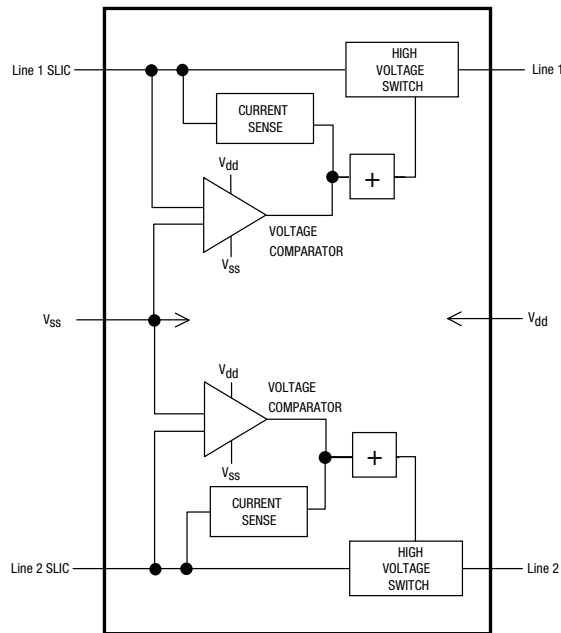 HIGH
VOLTAGE
SWITCH
Line 1 SLIC
Line 1
CURRENT
SENSE
Vdd
+
VOLTAGE
COMPARATOR
Vss
Vss
Vdd
Vdd
VOLTAGE
COMPARATOR
+
Vss
CURRENT
SENSE
HIGH
VOLTAGE
SWITCH
Line 2 SLIC
Line 2